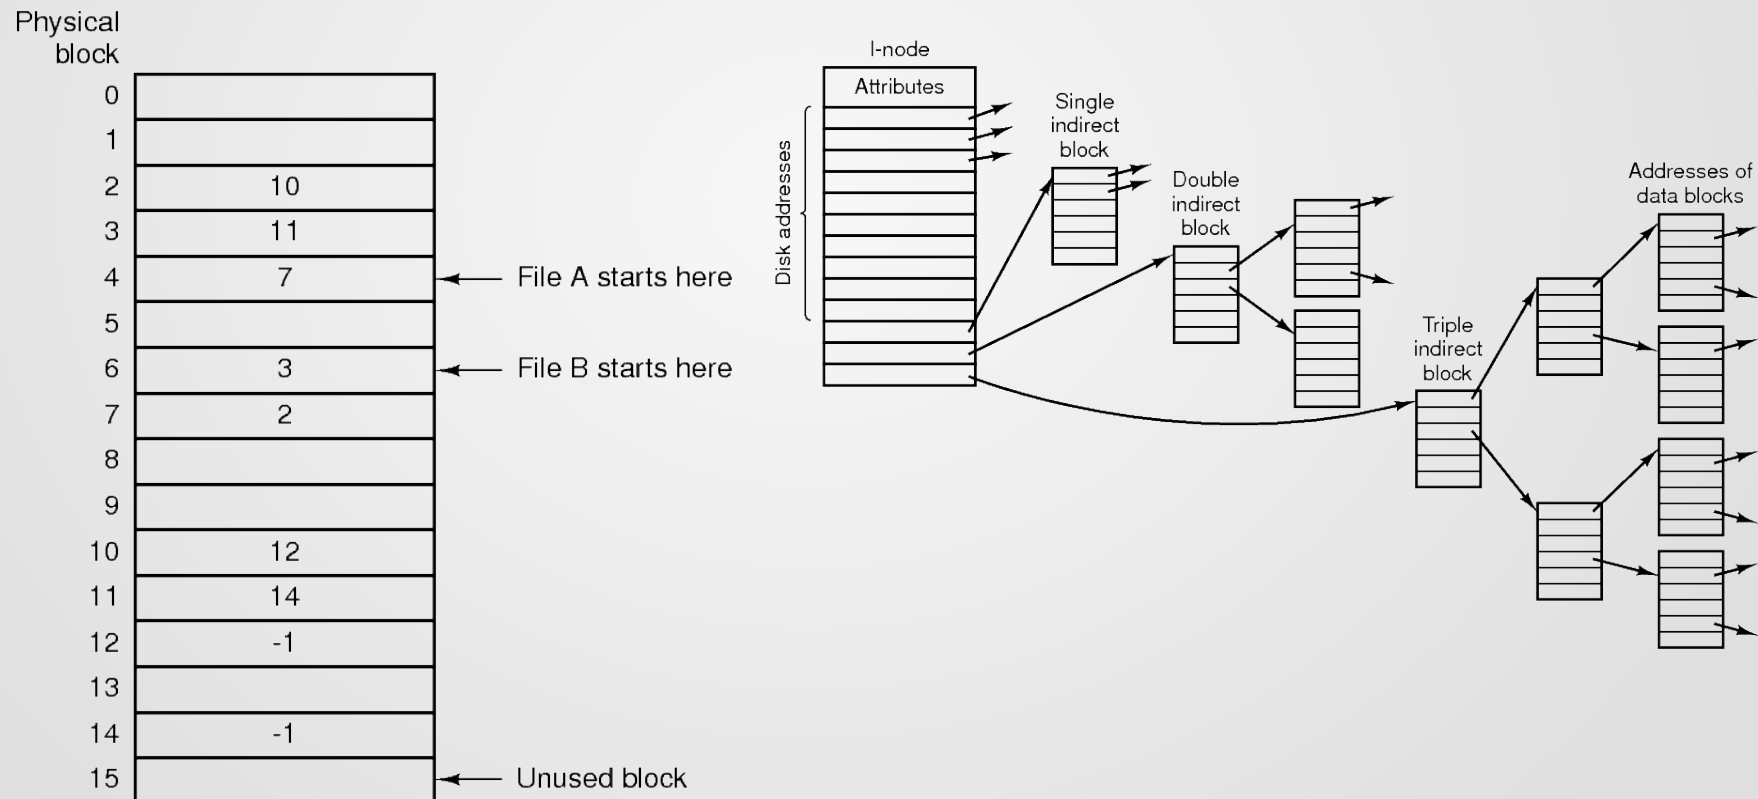 Physical
block
0
1
2 10
3 11
4 7 File A starts here
5
6 3 File B starts here
7 2
8
9
10 12
11 14
12 -1
13
14 -1
15 Unused block
I-node
Attributes
Disk addresses
Single
indirect
block
Double
indirect
block
Triple
indirect
block
Addresses of
data blocks